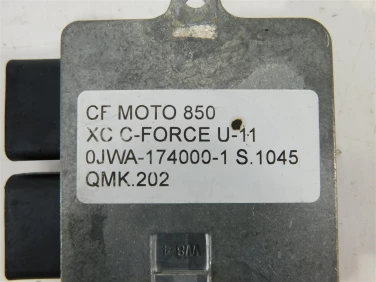 CF MOTO 850
XC C-FORCE U-11
0JWA-174000-1 S.1045
QMK.202